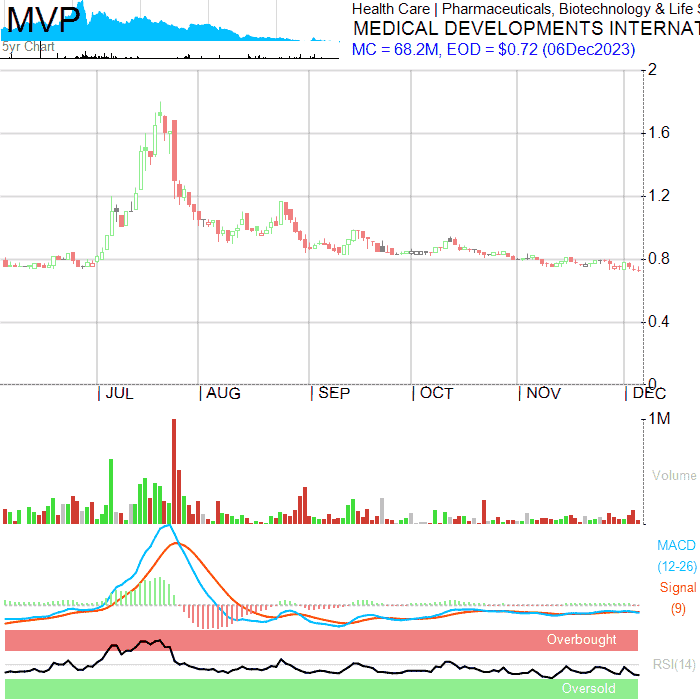 MVP
5yr Chart
Health Care | Pharmaceuticals, Biotechnology & Life S
MEDICAL DEVELOPMENTS INTERNAT
MC = 68.2M, EOD = $0.72 (06Dec2023)
2
1.6
1.2
0.8
0.4
0
JUL AUG SEP OCT NOV DEC
1M
Volume
MACD
(12-26)
Signal
(9)
Overbought
RSI(14)
Oversold